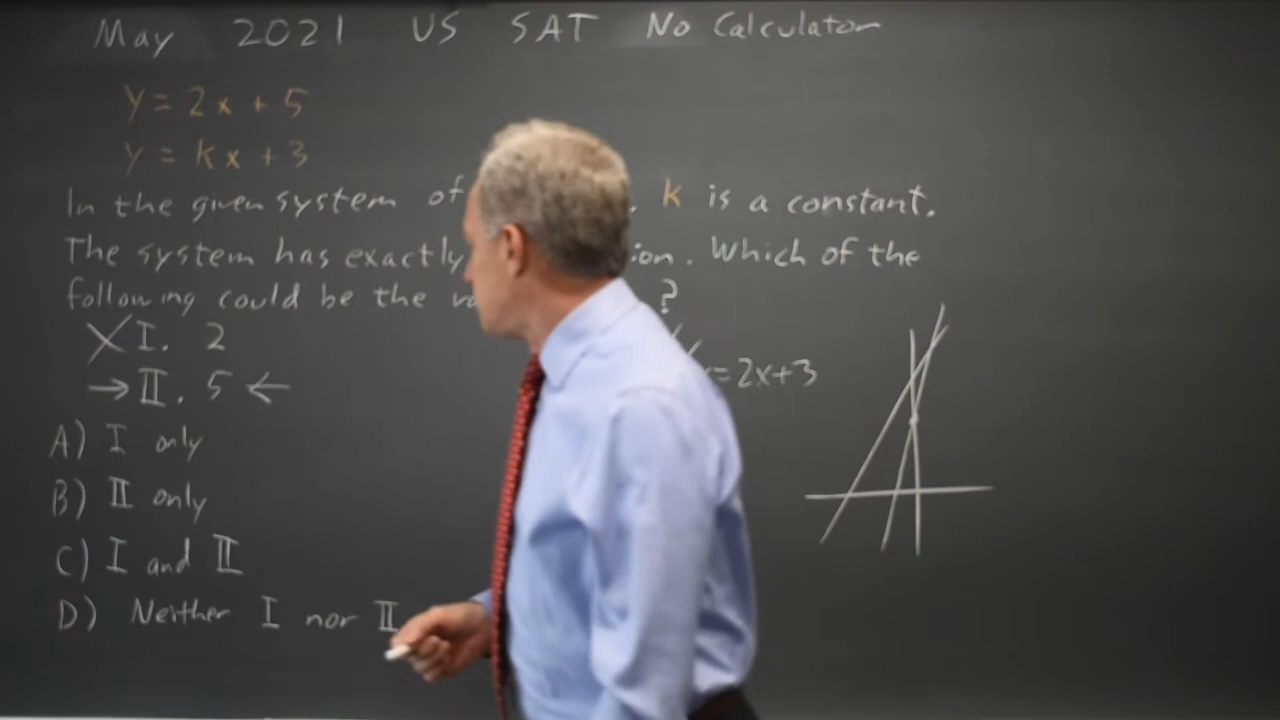 May 2021 US SAT No Calculator
y = 2x + 5
y = kx + 3
In the given system of k is a constant.
The system has exactly Which of the
following could be the ?
XI. 2
→II. 5 ←
=2x+3
A) I only
B) II only
C) I and II
D) Neither I nor II